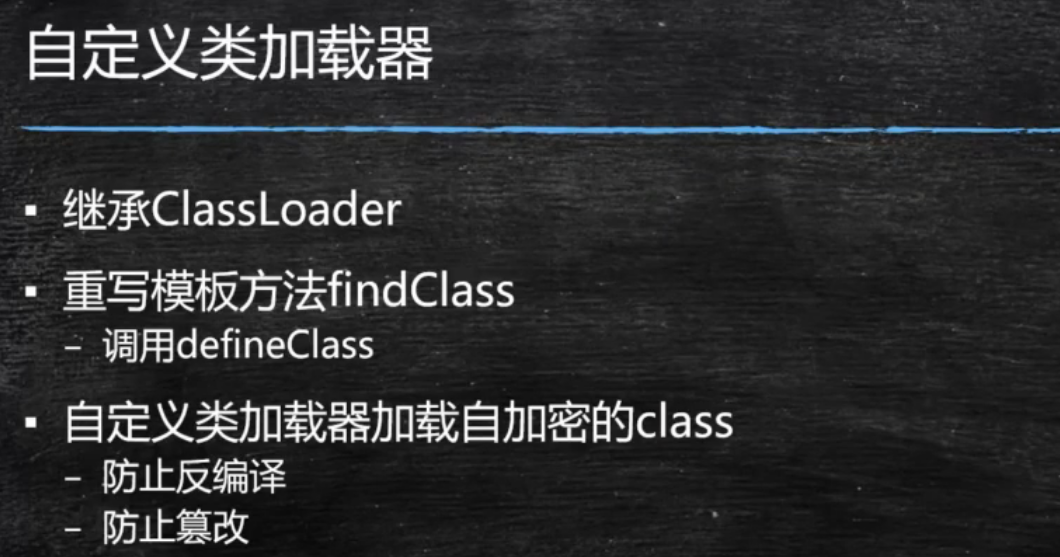 自定义类加载器
▪ 继承ClassLoader
▪ 重写模板方法findClass
– 调用defineClass
▪ 自定义类加载器加载自加密的class
– 防止反编译
– 防止篡改